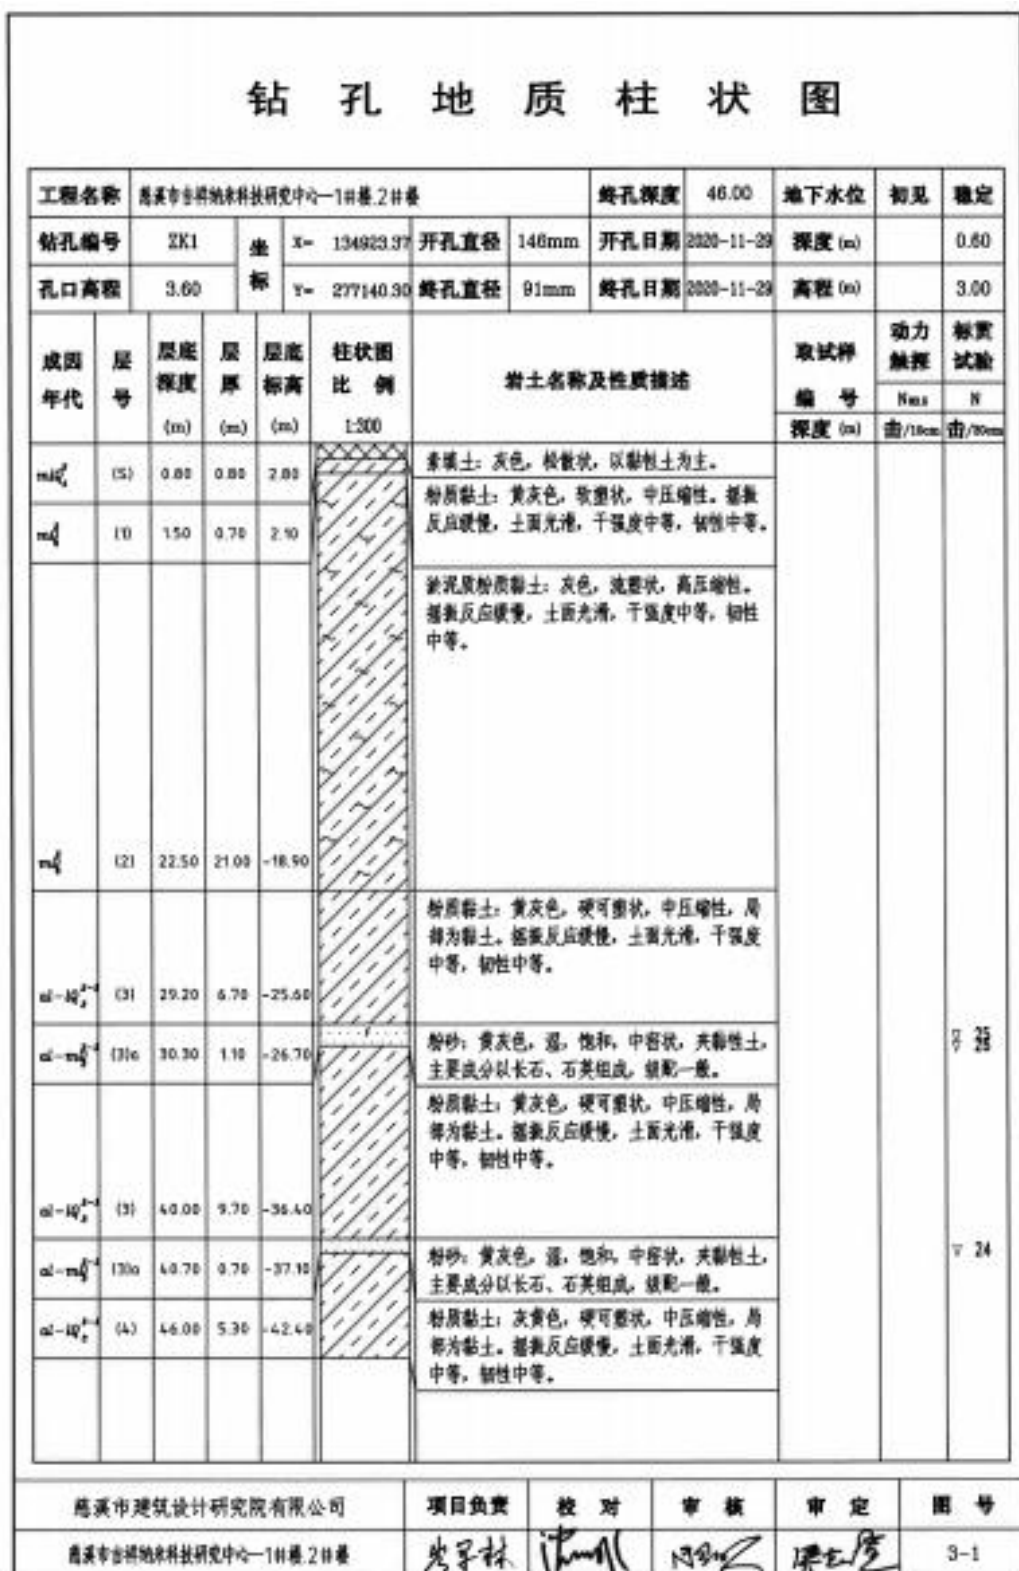 钻孔地质柱状图
工程名称 慈溪市 纳米科技研究中心—1#楼.2#楼 终孔深度 46.00 地下水位 初见 稳定
钻孔编号 ZK1 坐标 X= 134923.37 开孔直径 146mm 开孔日期 2020-11-29 深度(m) 0.60
孔口高程 3.60 Y= 277140.30 终孔直径 91mm 终孔日期 2020-11-29 高程(m) 3.00
成因年代 层号 层底深度(m) 层厚(m) 层底标高(m) 柱状图比例1:300 岩土名称及性质描述 取试样编号深度(m) 动力触探 击/10cm 标贯试验N击/30cm
(S) 0.80 0.80 2.80 素填土: 灰色, 松散状, 以黏性土为主。
(1) 1.50 0.70 2.10 粉质黏土: 黄灰色, 软塑状, 中压缩性。摇振
反应缓慢, 土面光滑, 干强度中等, 韧性中等。
淤泥质粉质黏土: 灰色, 流塑状, 高压缩性。
摇振反应缓慢, 土面光滑, 干强度中等, 韧性
中等。
(2) 22.50 21.00 -18.90
粉质黏土: 黄灰色, 硬可塑状, 中压缩性, 局
部为黏土。摇振反应缓慢, 土面光滑, 干强度
中等, 韧性中等。
(3) 29.20 6.70 -25.60
25
(3)a 30.30 1.10 -26.70 粉砂: 黄灰色, 湿, 饱和, 中密状, 夹黏性土,
主要成分以长石、石英组成, 级配一般。
粉质黏土: 黄灰色, 硬可塑状, 中压缩性, 局
部为黏土。摇振反应缓慢, 土面光滑, 干强度
中等, 韧性中等。
(3) 40.00 9.70 -36.40
(3)a 40.70 0.70 -37.10 粉砂: 黄灰色, 湿, 饱和, 中密状, 夹黏性土, 24
主要成分以长石、石英组成, 级配一般。
(4) 46.00 5.30 -42.40 粉质黏土: 灰黄色, 硬可塑状, 中压缩性, 局
部为黏土。摇振反应缓慢, 土面光滑, 干强度
中等, 韧性中等。
慈溪市建筑设计研究院有限公司 项目负责 校对 审核 审定 图号
慈溪市 纳米科技研究中心—1#楼.2#楼 3-1